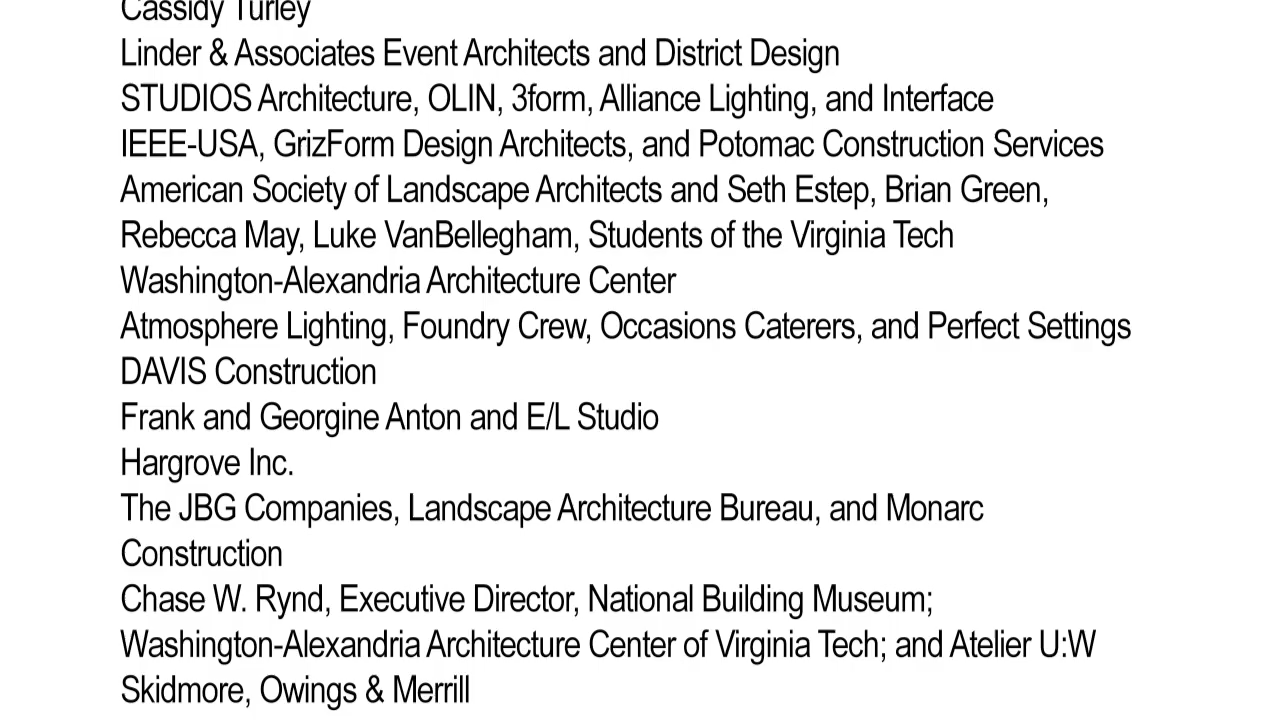 Cassidy Turley
Linder & Associates Event Architects and District Design
STUDIOS Architecture, OLIN, 3form, Alliance Lighting, and Interface
IEEE-USA, GrizForm Design Architects, and Potomac Construction Services
American Society of Landscape Architects and Seth Estep, Brian Green,
Rebecca May, Luke VanBellegham, Students of the Virginia Tech
Washington-Alexandria Architecture Center
Atmosphere Lighting, Foundry Crew, Occasions Caterers, and Perfect Settings
DAVIS Construction
Frank and Georgine Anton and E/L Studio
Hargrove Inc.
The JBG Companies, Landscape Architecture Bureau, and Monarc
Construction
Chase W. Rynd, Executive Director, National Building Museum;
Washington-Alexandria Architecture Center of Virginia Tech; and Atelier U:W
Skidmore, Owings & Merrill